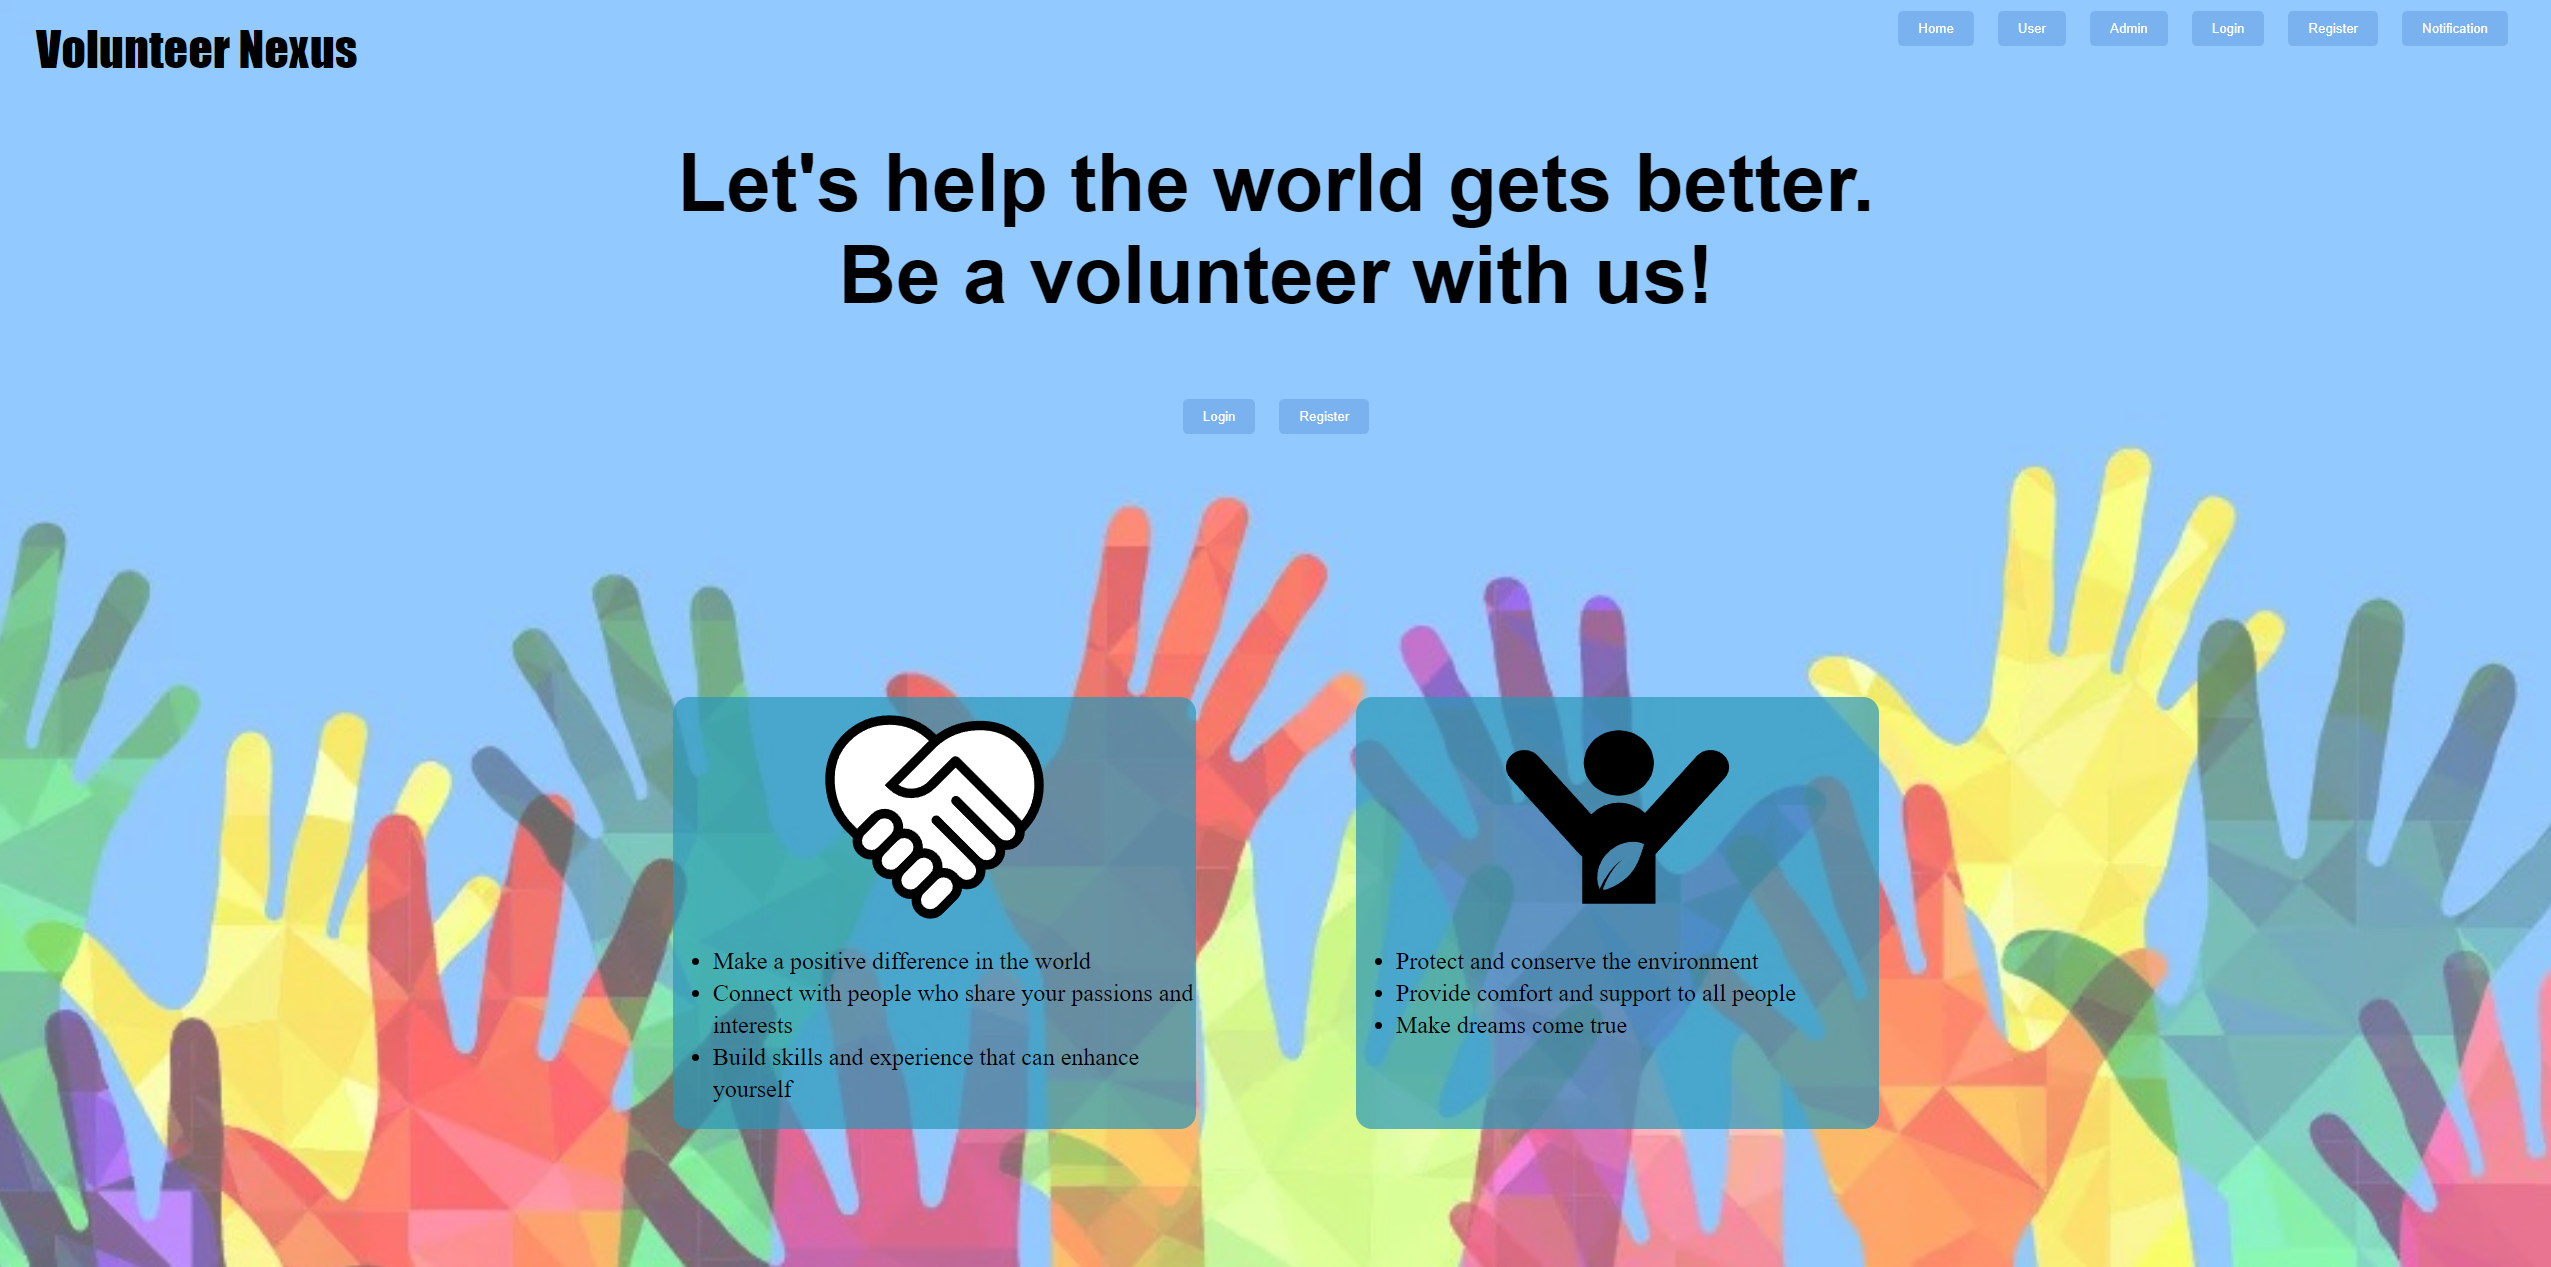 Volunteer Nexus
Home User Admin Login Register Notification
Let's help the world gets better.
Be a volunteer with us!
Login Register
• Make a positive difference in the world
• Connect with people who share your passions and
interests
• Build skills and experience that can enhance
yourself
• Protect and conserve the environment
• Provide comfort and support to all people
• Make dreams come true